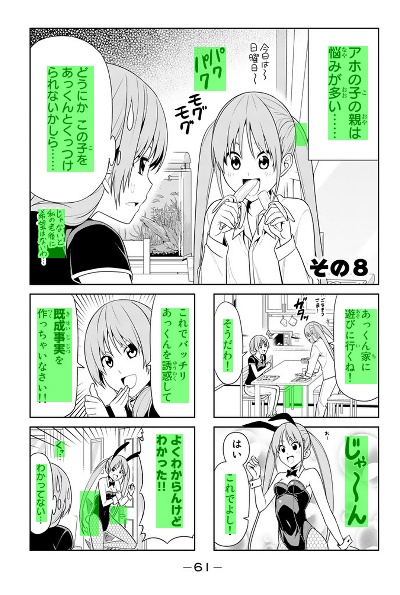 アホの子の親は
悩みが多い……
今日は〜
日曜日〜
パク
パク
モグ
モグ
どうにか この子を
あっくんとくっつけ
られないかしら……
じゃないと
私の老後に
希望はないわ…
その8
あっくん家に
遊びに行くね!
ガタ
そうだわ!
これでバッチリ
あっくんを誘惑して
既成事実を
作っちゃいなさい!!
じゃ〜〜ん
はい
これでよし!
よくわからんけど
わかった!!
くっ…
わかってない…
—61—